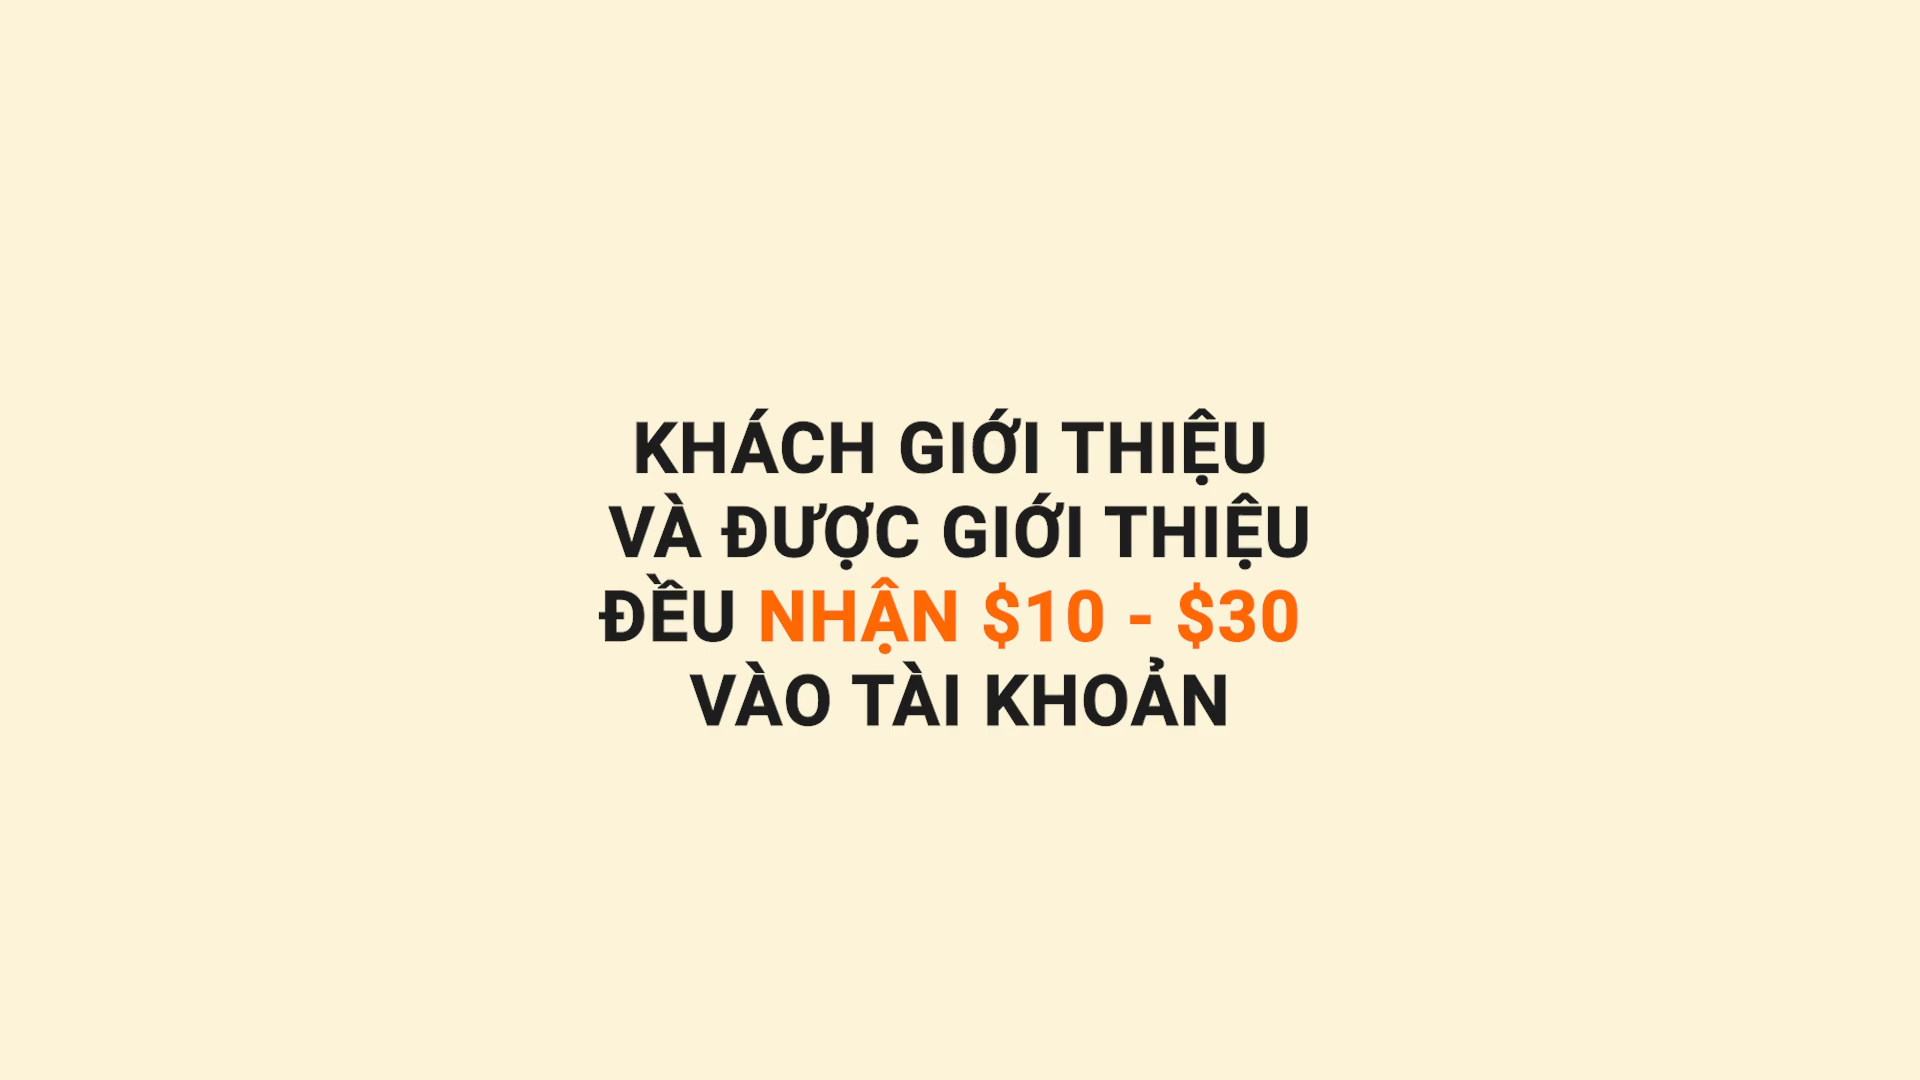 KHÁCH GIỚI THIỆU
VÀ ĐƯỢC GIỚI THIỆU
ĐỀU NHẬN $10 - $30
VÀO TÀI KHOẢN